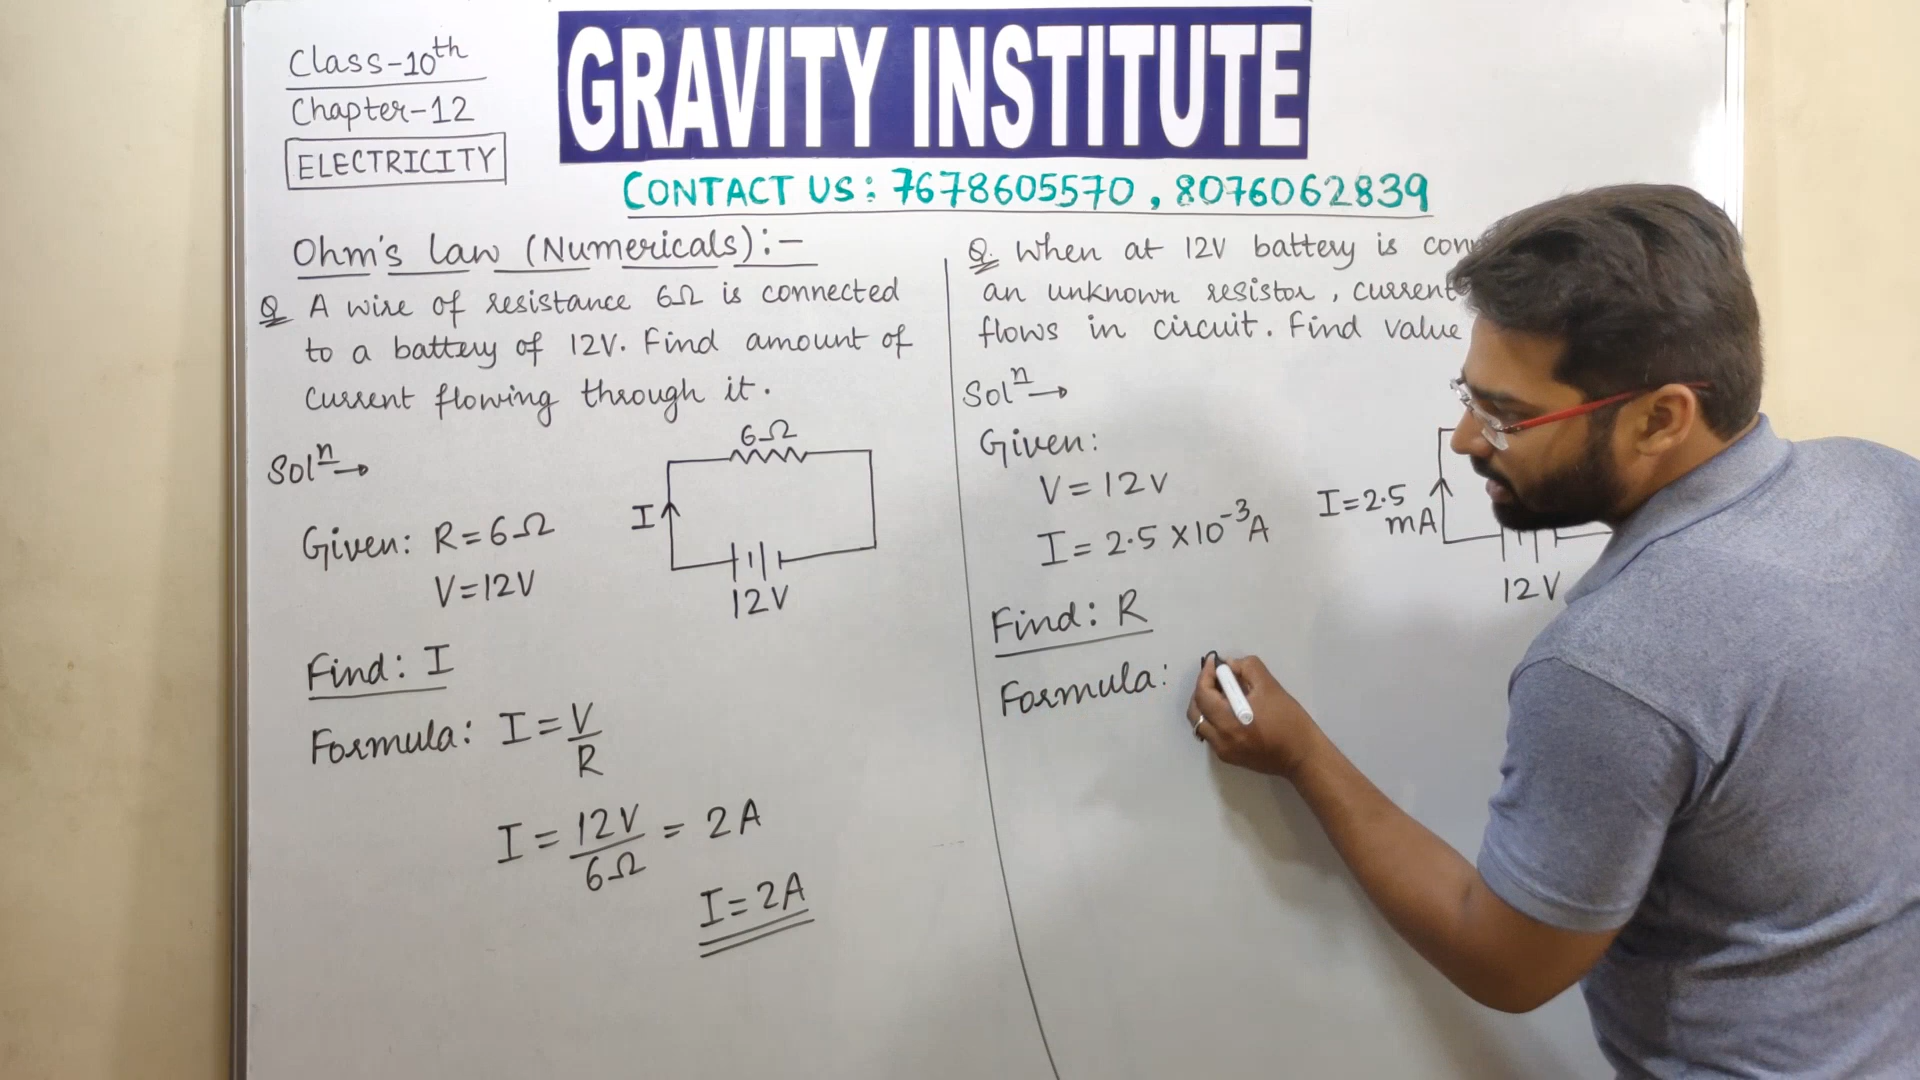 Class-10th
Chapter-12
ELECTRICITY
GRAVITY INSTITUTE
CONTACT US: 7678605570, 8076062839
Ohm's law (Numericals):-
Q A wire of resistance 6Ω is connected
to a battery of 12V. Find amount of
current flowing through it.
Solⁿ→
6Ω
I
12V
Given: R=6Ω
V=12V
Find: I
Formula: I=V/R
I=12V/6Ω = 2A
I=2A
Q. When at 12V battery is
an unknown resistor, current
flows in circuit. Find value
Solⁿ→
Given:
V=12V
I=2.5×10⁻³A
I=2.5
mA
12V
Find: R
Formula: